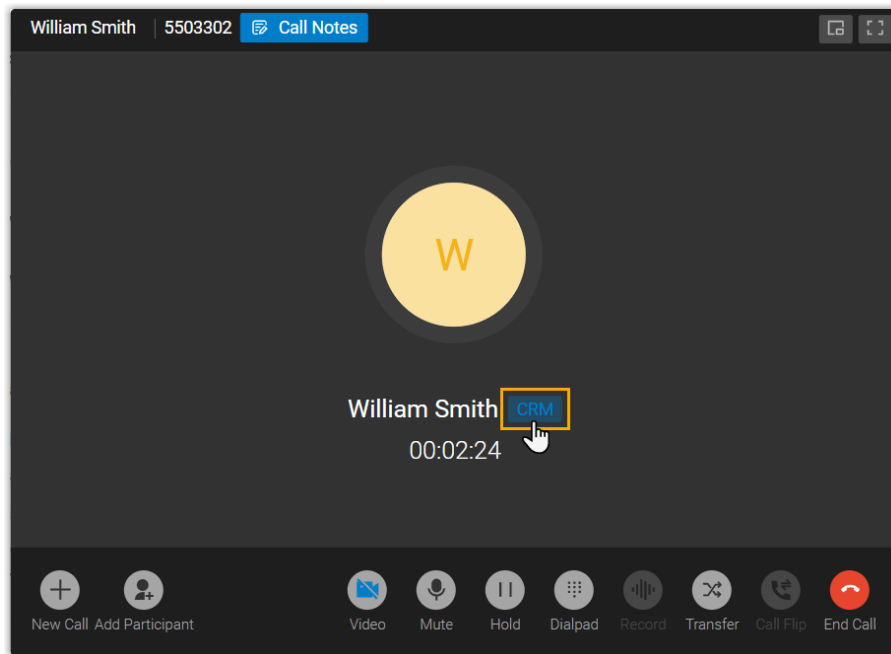 William Smith 5503302 Call Notes
W
William Smith CRM
00:02:24
New Call Add Participant Video Mute Hold Dialpad Record Transfer Call Flip End Call